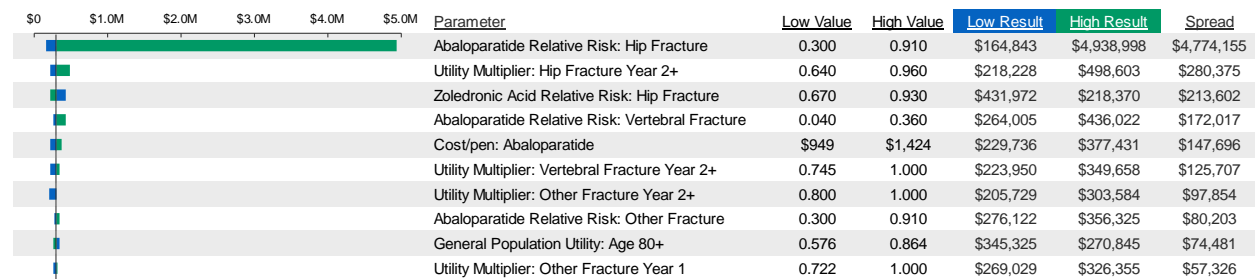 $0 $1.0M $2.0M $3.0M $4.0M $5.0M Parameter Low Value High Value Low Result High Result Spread
Abaloparatide Relative Risk: Hip Fracture 0.300 0.910 $164,843 $4,938,998 $4,774,155
Utility Multiplier: Hip Fracture Year 2+ 0.640 0.960 $218,228 $498,603 $280,375
Zoledronic Acid Relative Risk: Hip Fracture 0.670 0.930 $431,972 $218,370 $213,602
Abaloparatide Relative Risk: Vertebral Fracture 0.040 0.360 $264,005 $436,022 $172,017
Cost/pen: Abaloparatide $949 $1,424 $229,736 $377,431 $147,696
Utility Multiplier: Vertebral Fracture Year 2+ 0.745 1.000 $223,950 $349,658 $125,707
Utility Multiplier: Other Fracture Year 2+ 0.800 1.000 $205,729 $303,584 $97,854
Abaloparatide Relative Risk: Other Fracture 0.300 0.910 $276,122 $356,325 $80,203
General Population Utility: Age 80+ 0.576 0.864 $345,325 $270,845 $74,481
Utility Multiplier: Other Fracture Year 1 0.722 1.000 $269,029 $326,355 $57,326